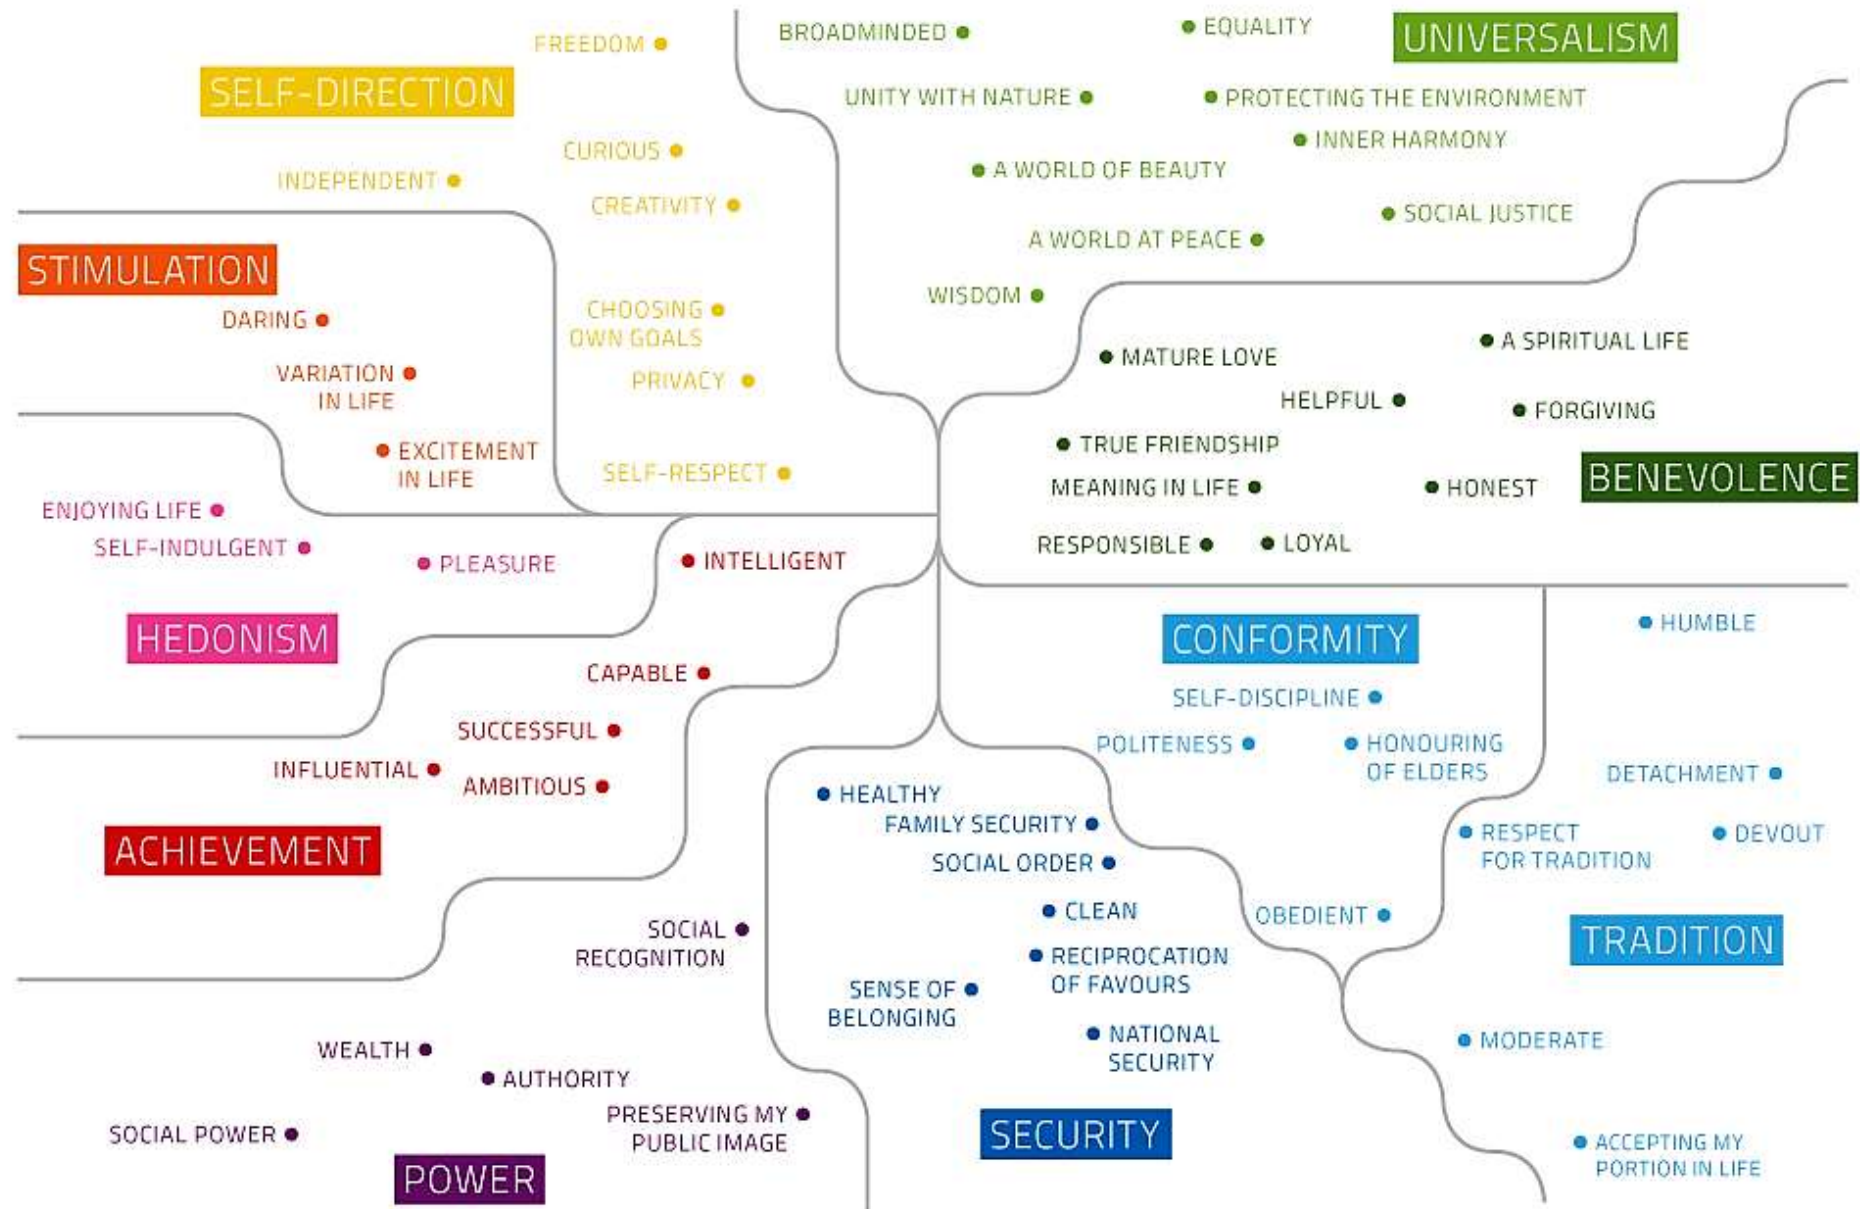 SELF-DIRECTION
FREEDOM
CURIOUS
INDEPENDENT
CREATIVITY
CHOOSING
OWN GOALS
PRIVACY
SELF-RESPECT
UNIVERSALISM
BROADMINDED
EQUALITY
UNITY WITH NATURE
PROTECTING THE ENVIRONMENT
INNER HARMONY
A WORLD OF BEAUTY
SOCIAL JUSTICE
A WORLD AT PEACE
WISDOM
STIMULATION
DARING
VARIATION
IN LIFE
EXCITEMENT
IN LIFE
BENEVOLENCE
A SPIRITUAL LIFE
MATURE LOVE
HELPFUL
FORGIVING
TRUE FRIENDSHIP
MEANING IN LIFE
HONEST
RESPONSIBLE
LOYAL
ENJOYING LIFE
SELF-INDULGENT
PLEASURE
HEDONISM
INTELLIGENT
CAPABLE
SUCCESSFUL
INFLUENTIAL
AMBITIOUS
ACHIEVEMENT
CONFORMITY
SELF-DISCIPLINE
POLITENESS
HONOURING
OF ELDERS
OBEDIENT
HUMBLE
DETACHMENT
RESPECT
FOR TRADITION
DEVOUT
TRADITION
MODERATE
ACCEPTING MY
PORTION IN LIFE
HEALTHY
FAMILY SECURITY
SOCIAL ORDER
CLEAN
RECIPROCATION
OF FAVOURS
SENSE OF
BELONGING
NATIONAL
SECURITY
SECURITY
SOCIAL
RECOGNITION
WEALTH
AUTHORITY
PRESERVING MY
PUBLIC IMAGE
SOCIAL POWER
POWER